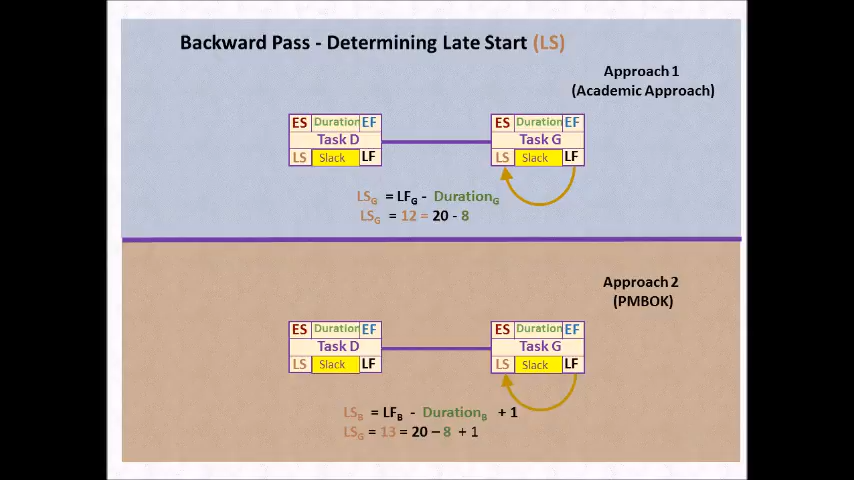 Backward Pass - Determining Late Start (LS)
Approach 1
(Academic Approach)
ES Duration EF
Task D
LS Slack LF
ES Duration EF
Task G
LS Slack LF
LSG = LFG - DurationG
LSG = 12 = 20 - 8
Approach 2
(PMBOK)
ES Duration EF
Task D
LS Slack LF
ES Duration EF
Task G
LS Slack LF
LSB = LFB - DurationB + 1
LSG = 13 = 20 – 8 + 1